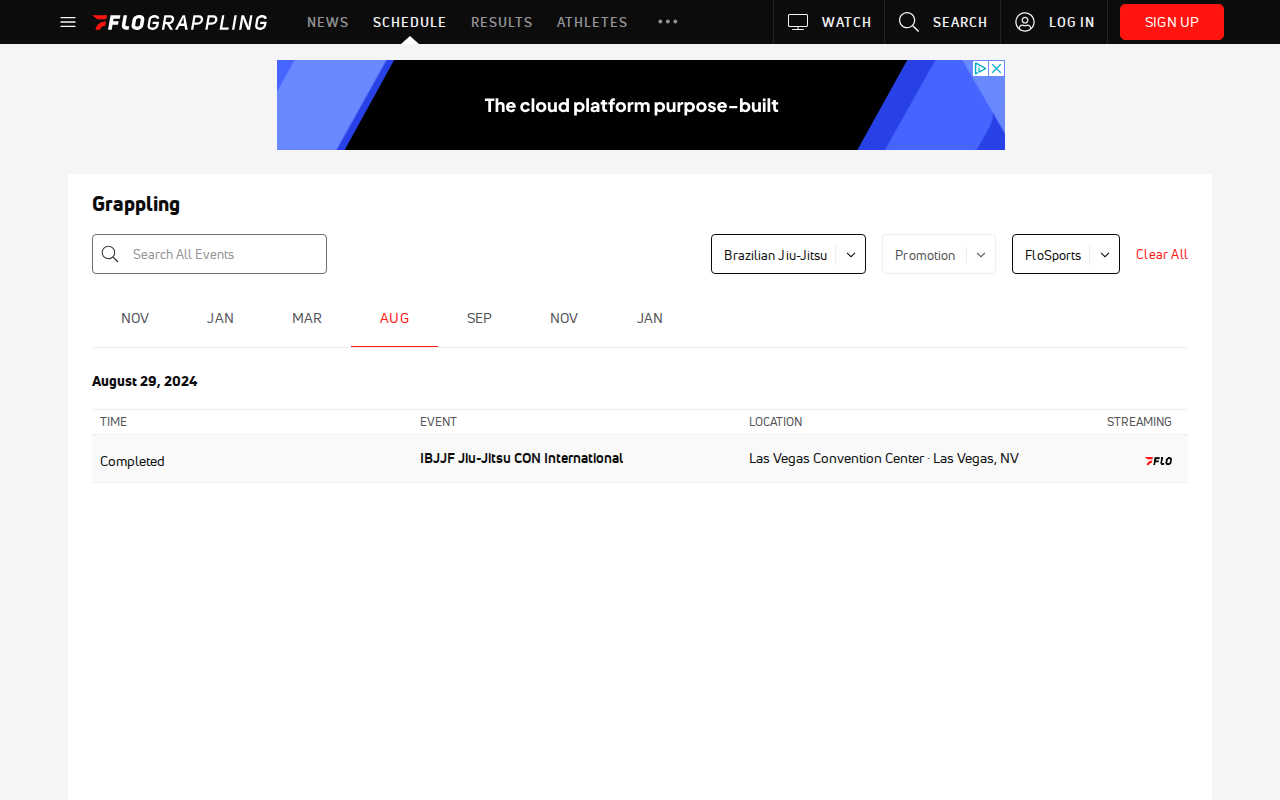 FLOGRAPPLING NEWS SCHEDULE RESULTS ATHLETES WATCH SEARCH LOG IN SIGN UP
The cloud platform purpose-built
Grappling
Search All Events Brazilian Jiu-Jitsu Promotion FloSports Clear All
NOV JAN MAR AUG SEP NOV JAN
August 29, 2024
TIME EVENT LOCATION STREAMING
Completed IBJJF Jiu-Jitsu CON International Las Vegas Convention Center · Las Vegas, NV FLO